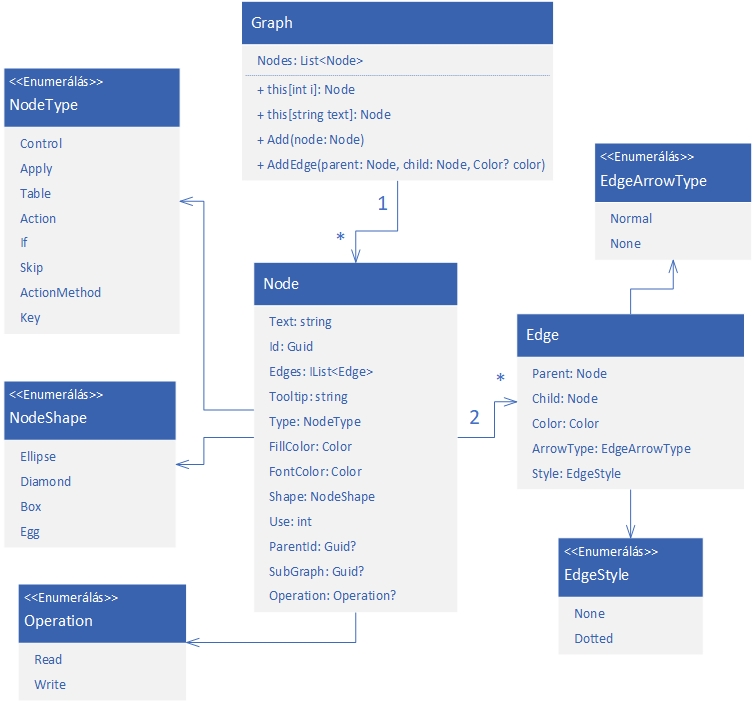 Graph
Nodes: List<Node>
+ this[int i]: Node
+ this[string text]: Node
+ Add(node: Node)
+ AddEdge(parent: Node, child: Node, Color? color)
<<Enumerálás>>
NodeType
Control
Apply
Table
Action
If
Skip
ActionMethod
Key
<<Enumerálás>>
EdgeArrowType
Normal
None
1
*
Node
Text: string
Id: Guid
Edges: IList<Edge>
Tooltip: string
Type: NodeType
FillColor: Color
FontColor: Color
Shape: NodeShape
Use: int
ParentId: Guid?
SubGraph: Guid?
Operation: Operation?
2
*
Edge
Parent: Node
Child: Node
Color: Color
ArrowType: EdgeArrowType
Style: EdgeStyle
<<Enumerálás>>
NodeShape
Ellipse
Diamond
Box
Egg
<<Enumerálás>>
EdgeStyle
None
Dotted
<<Enumerálás>>
Operation
Read
Write